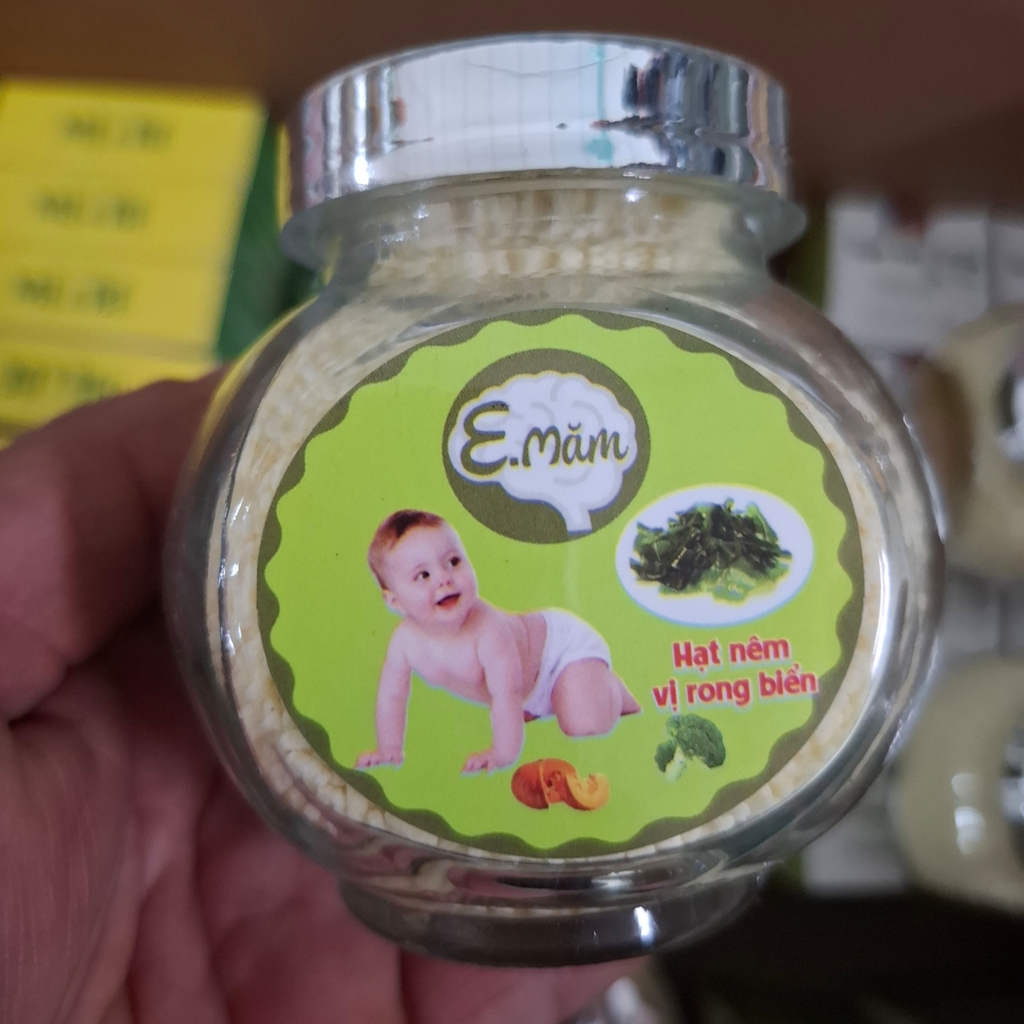 E.măm
Hạt nêm
vị rong biển